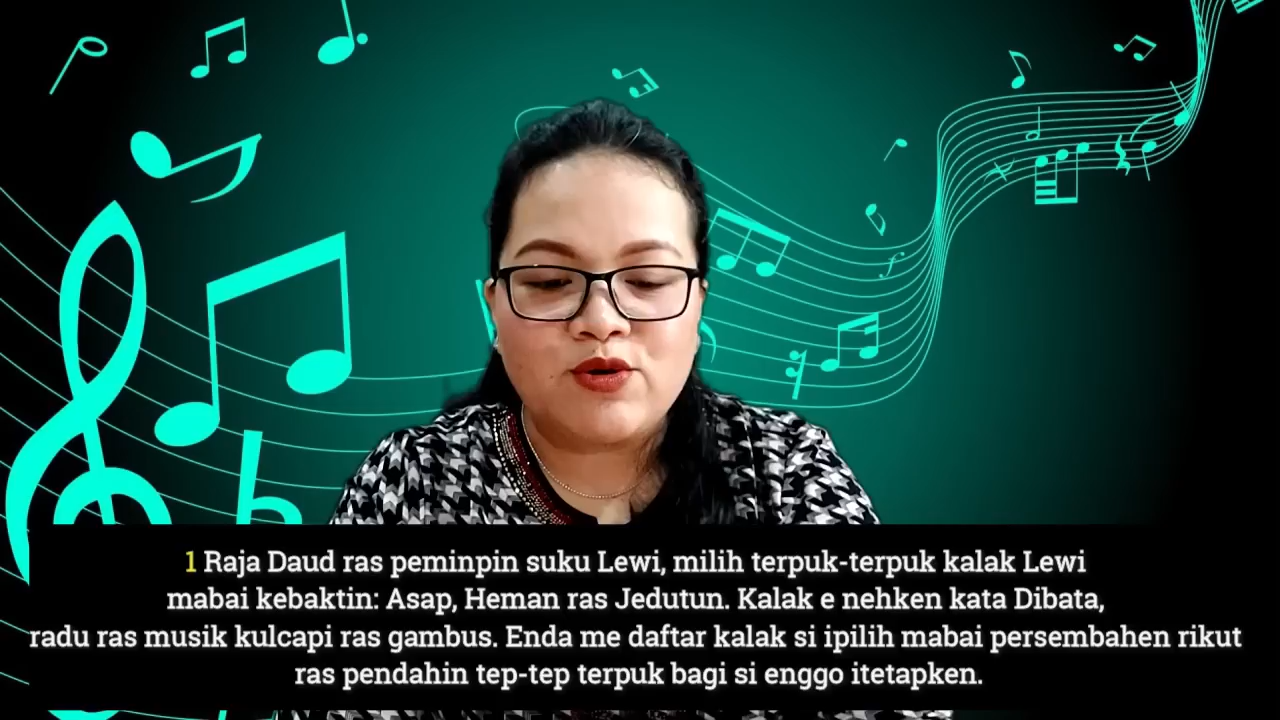 1 Raja Daud ras peminpin suku Lewi, milih terpuk-terpuk kalak Lewi
mabai kebaktin: Asap, Heman ras Jedutun. Kalak e nehken kata Dibata,
radu ras musik kulcapi ras gambus. Enda me daftar kalak si ipilih mabai persembahen rikut
ras pendahin tep-tep terpuk bagi si enggo itetapken.